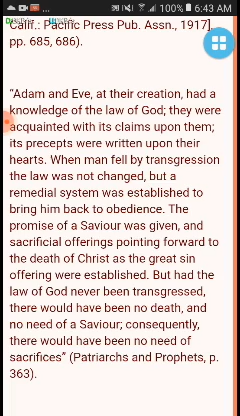 100% 6:43 AM
Calif.: Pacific Press Pub. Assn., 1917],
pp. 685, 686).
“Adam and Eve, at their creation, had a
knowledge of the law of God; they were
acquainted with its claims upon them;
its precepts were written upon their
hearts. When man fell by transgression
the law was not changed, but a
remedial system was established to
bring him back to obedience. The
promise of a Saviour was given, and
sacrificial offerings pointing forward to
the death of Christ as the great sin
offering were established. But had the
law of God never been transgressed,
there would have been no death, and
no need of a Saviour; consequently,
there would have been no need of
sacrifices” (Patriarchs and Prophets, p.
363).